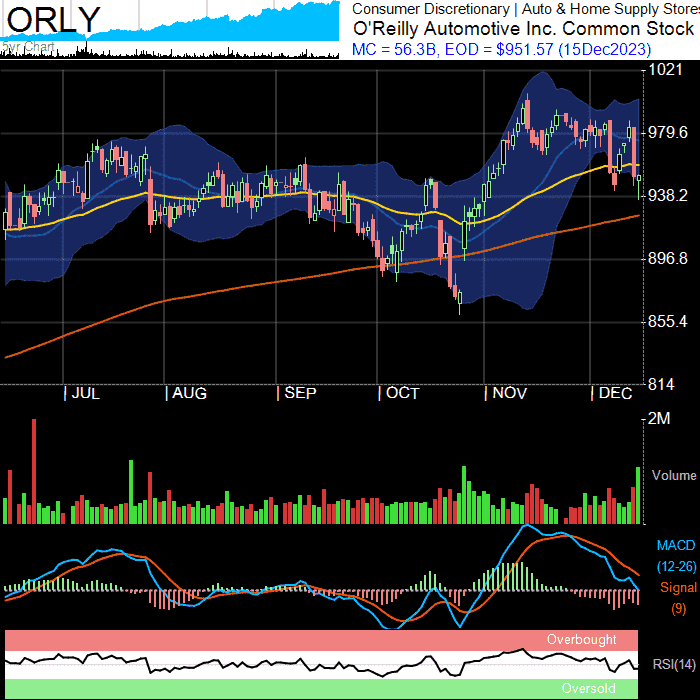 ORLY
5yr Chart
Consumer Discretionary | Auto & Home Supply Stores
O'Reilly Automotive Inc. Common Stock
MC = 56.3B, EOD = $951.57 (15Dec2023)
1021
979.6
938.2
896.8
855.4
814
| JUL | AUG | SEP | OCT | NOV | DEC
2M
Volume
MACD
(12-26)
Signal
(9)
Overbought
RSI(14)
Oversold